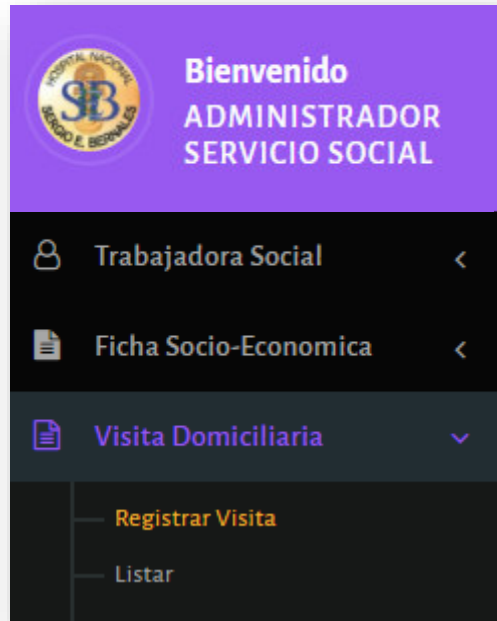 HOSPITAL NACIONAL
SEB
SERGIO E. BERNALES
Bienvenido
ADMINISTRADOR
SERVICIO SOCIAL
Trabajadora Social
Ficha Socio-Economica
Visita Domiciliaria
Registrar Visita
Listar